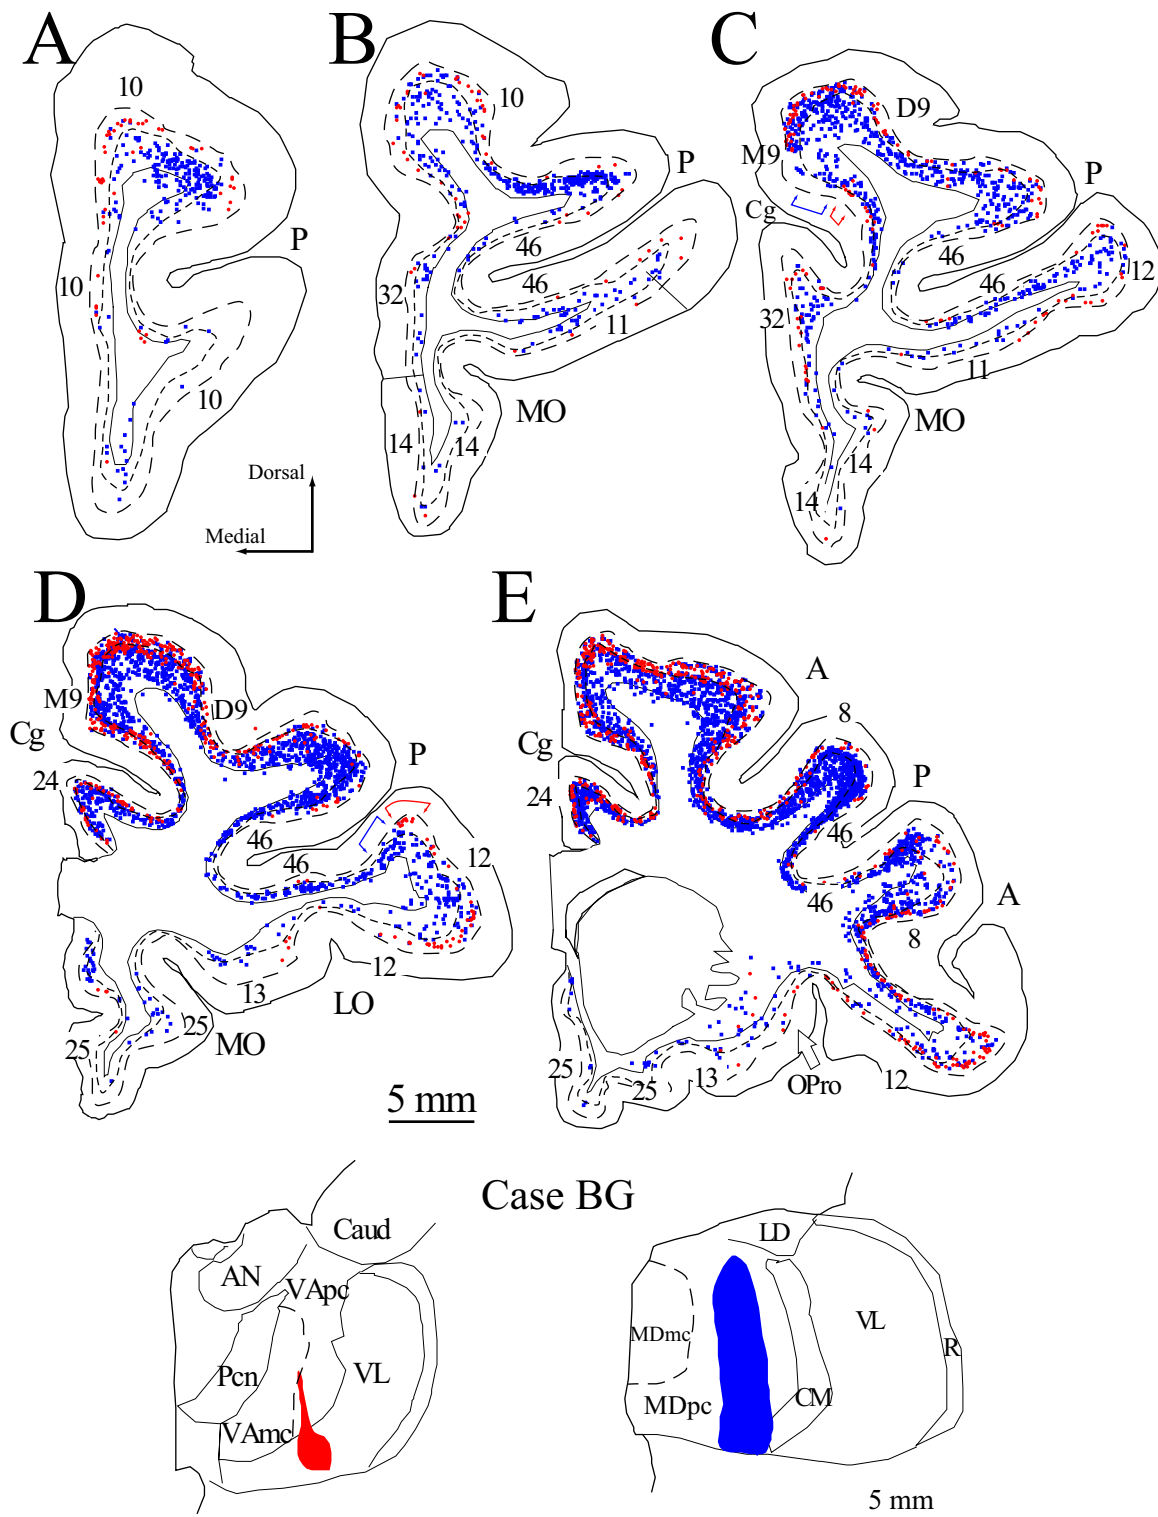 A
B
C
10
10
D9
P
M9
P
Cg
P
46
46
46
12
10
32
46
32
11
10
11
MO
MO
14
14
14
Dorsal
14
Medial
D
E
A
M9
D9
8
Cg
Cg
P
P
24
24
46
46
46
12
46
A
8
12
13
LO
25
MO
25
25
13
12
25
OPro
5 mm
Case BG
Caud
LD
AN
VApc
MDmc
VL
R
Pcn
VL
MDpc
CM
VAmc
5 mm